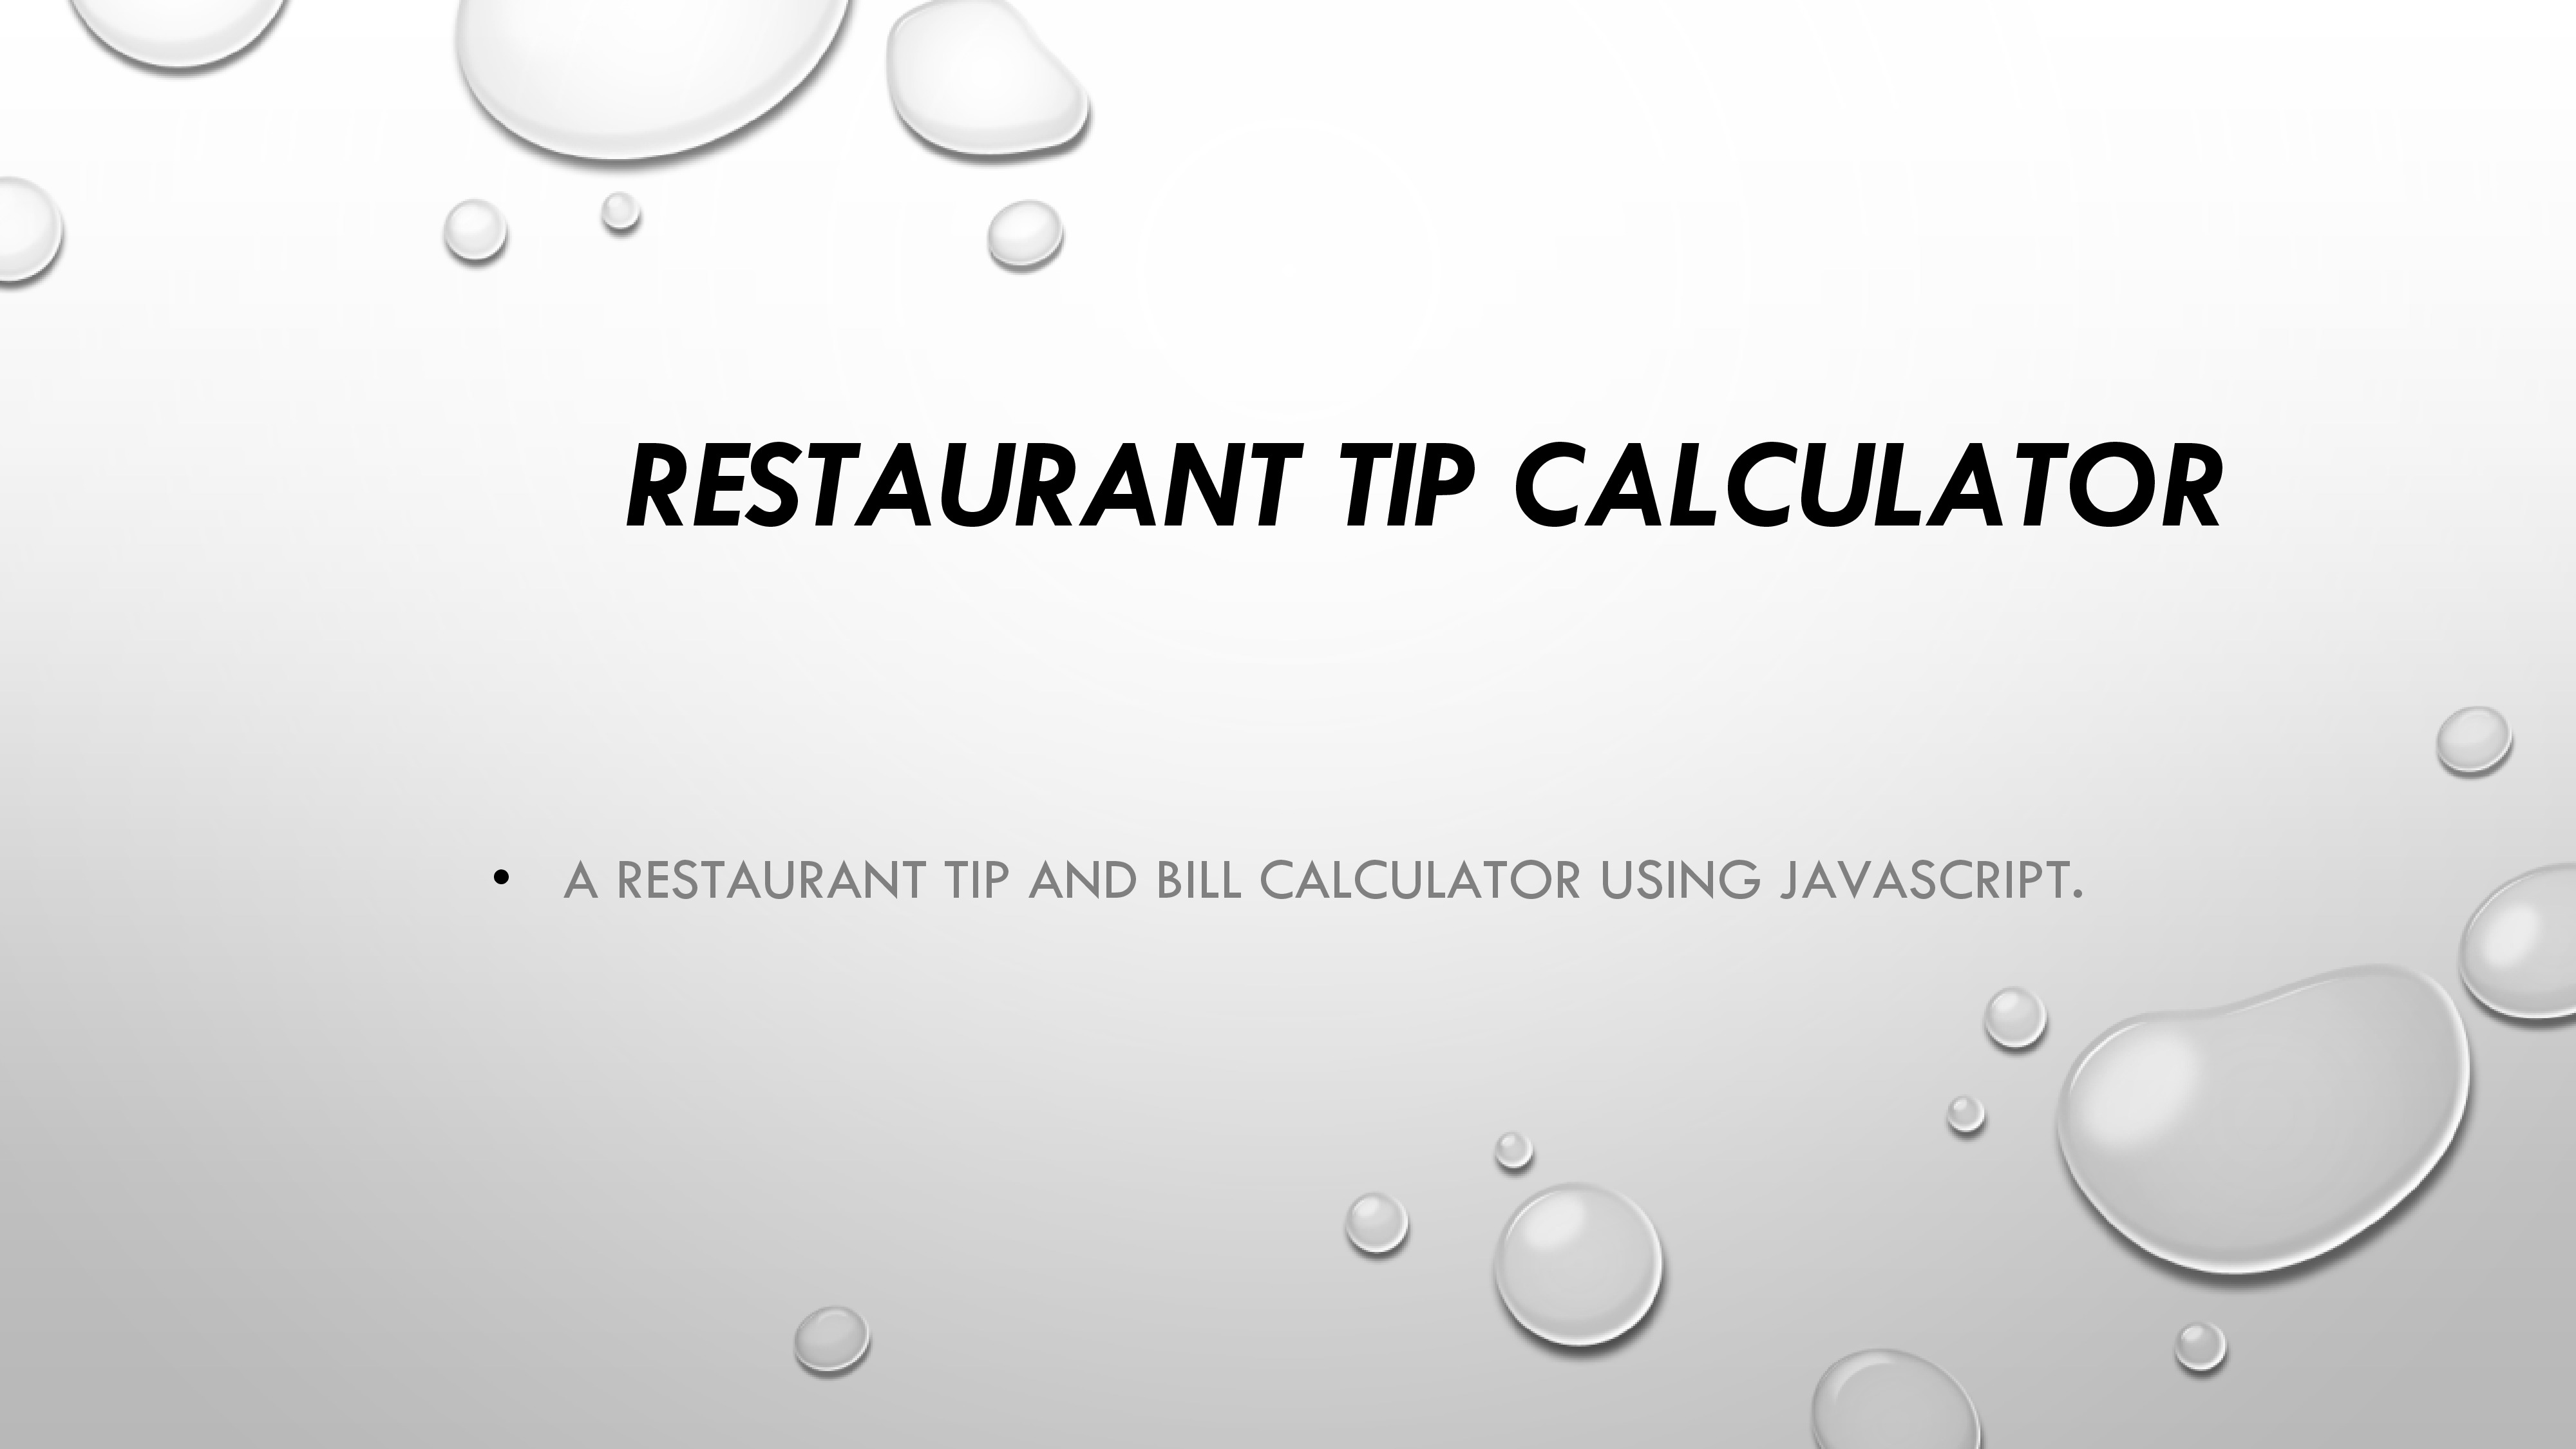 RESTAURANT TIP CALCULATOR
• A RESTAURANT TIP AND BILL CALCULATOR USING JAVASCRIPT.